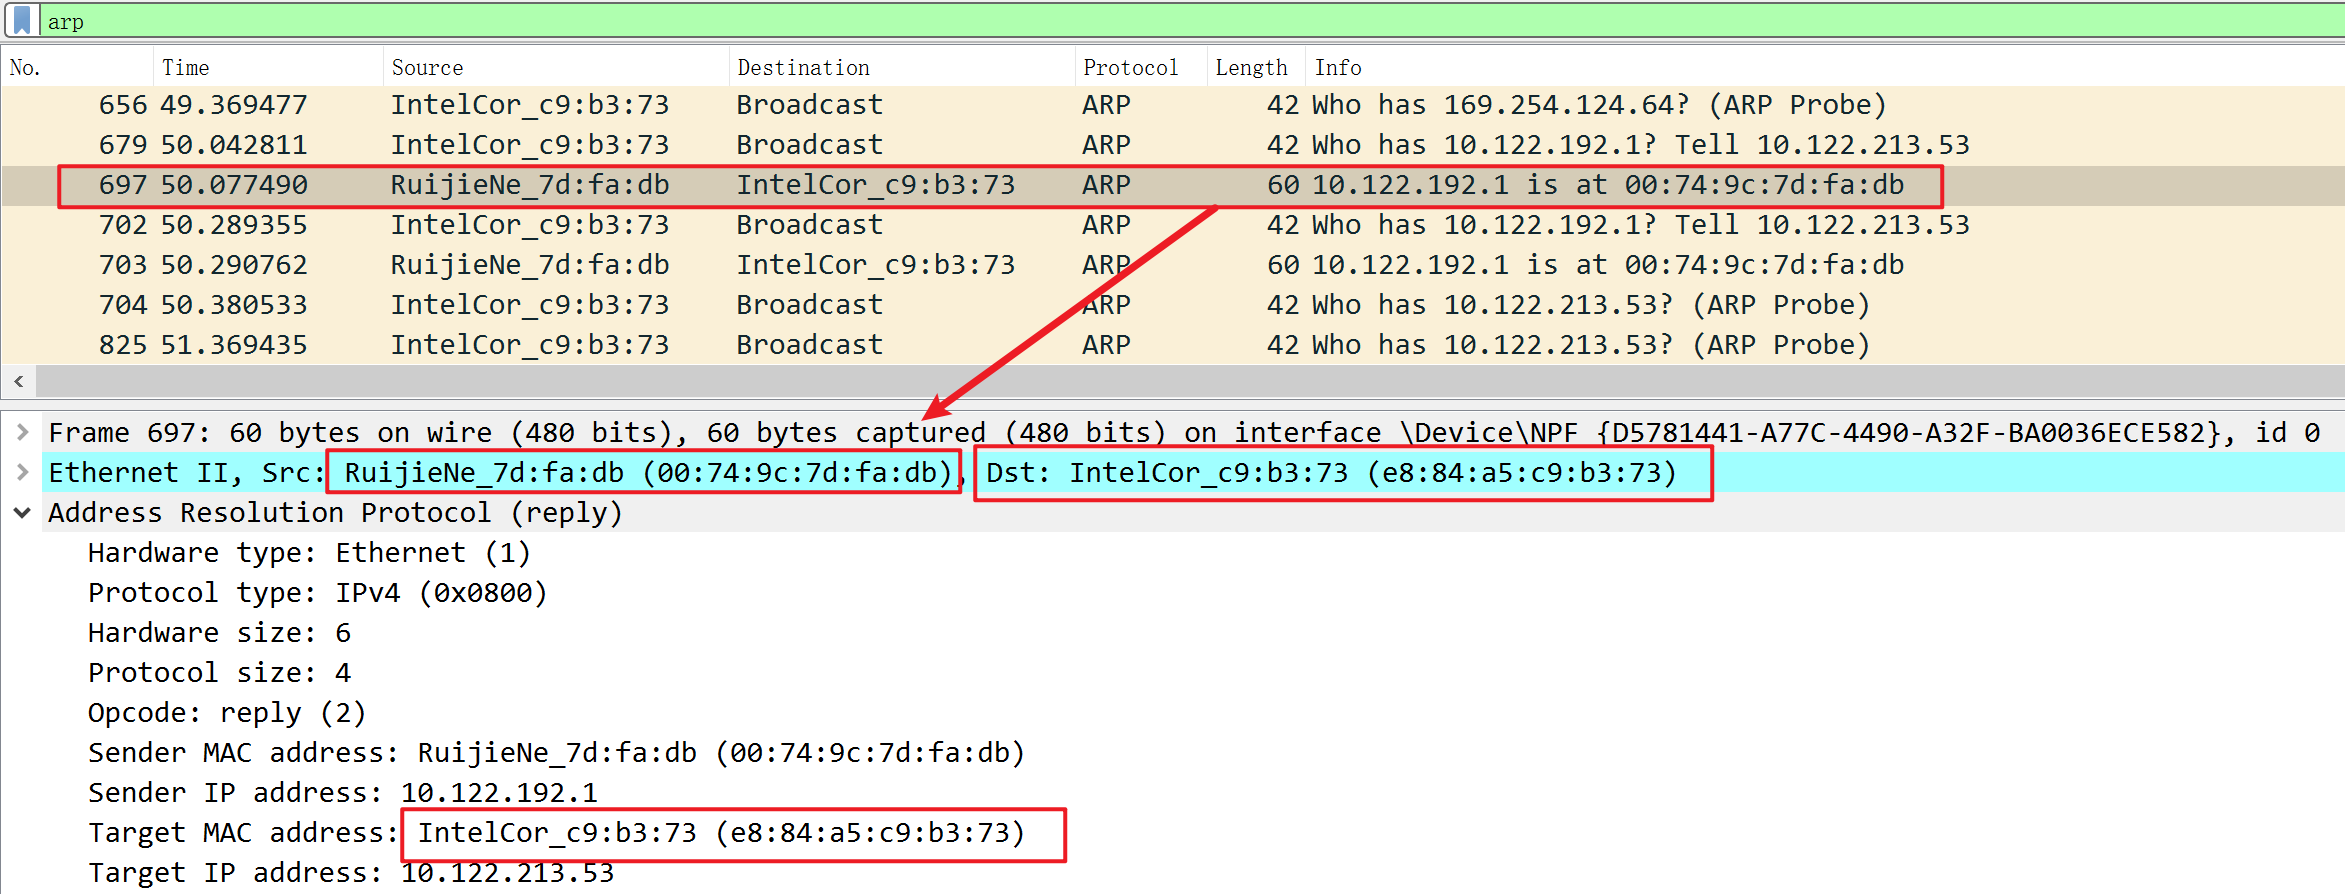 arp
No. Time Source Destination Protocol Length Info
656 49.369477 IntelCor_c9:b3:73 Broadcast ARP 42 Who has 169.254.124.64? (ARP Probe)
679 50.042811 IntelCor_c9:b3:73 Broadcast ARP 42 Who has 10.122.192.1? Tell 10.122.213.53
697 50.077490 RuijieNe_7d:fa:db IntelCor_c9:b3:73 ARP 60 10.122.192.1 is at 00:74:9c:7d:fa:db
702 50.289355 IntelCor_c9:b3:73 Broadcast ARP 42 Who has 10.122.192.1? Tell 10.122.213.53
703 50.290762 RuijieNe_7d:fa:db IntelCor_c9:b3:73 ARP 60 10.122.192.1 is at 00:74:9c:7d:fa:db
704 50.380533 IntelCor_c9:b3:73 Broadcast ARP 42 Who has 10.122.213.53? (ARP Probe)
825 51.369435 IntelCor_c9:b3:73 Broadcast ARP 42 Who has 10.122.213.53? (ARP Probe)
Frame 697: 60 bytes on wire (480 bits), 60 bytes captured (480 bits) on interface \Device\NPF_{D5781441-A77C-4490-A32F-BA0036ECE582}, id 0
Ethernet II, Src: RuijieNe_7d:fa:db (00:74:9c:7d:fa:db), Dst: IntelCor_c9:b3:73 (e8:84:a5:c9:b3:73)
Address Resolution Protocol (reply)
Hardware type: Ethernet (1)
Protocol type: IPv4 (0x0800)
Hardware size: 6
Protocol size: 4
Opcode: reply (2)
Sender MAC address: RuijieNe_7d:fa:db (00:74:9c:7d:fa:db)
Sender IP address: 10.122.192.1
Target MAC address: IntelCor_c9:b3:73 (e8:84:a5:c9:b3:73)
Target IP address: 10.122.213.53